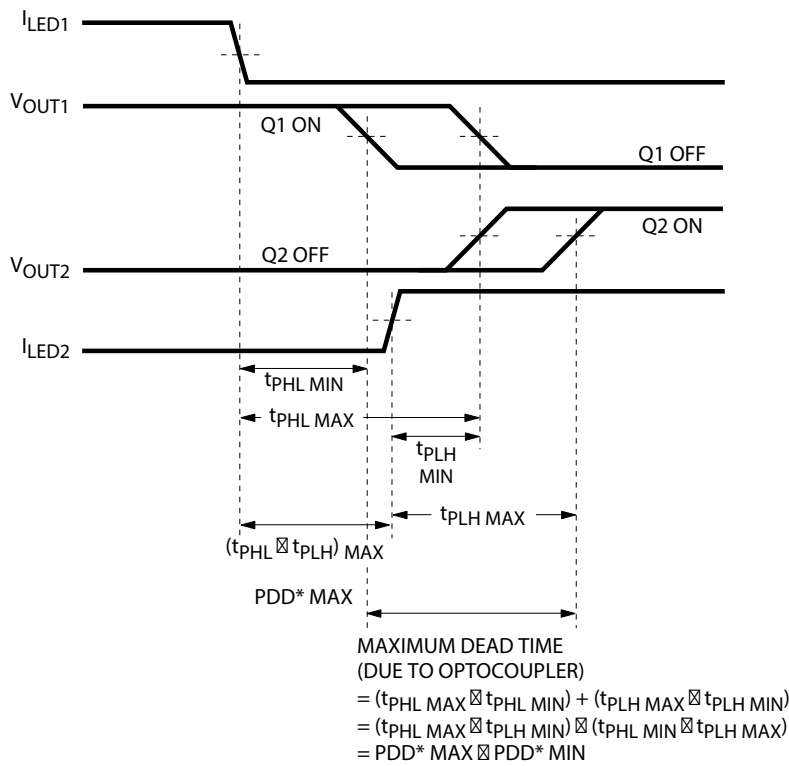 ILED1
VOUT1
Q1 ON
Q1 OFF
Q2 OFF
Q2 ON
VOUT2
ILED2
tPHL MIN
tPHL MAX
tPLH
MIN
tPLH MAX
(tPHL ☒ tPLH) MAX
PDD* MAX
MAXIMUM DEAD TIME
(DUE TO OPTOCOUPLER)
= (tPHL MAX ☒ tPHL MIN) + (tPLH MAX ☒ tPLH MIN)
= (tPHL MAX ☒ tPLH MIN) ☒ (tPHL MIN ☒ tPLH MAX)
= PDD* MAX ☒ PDD* MIN